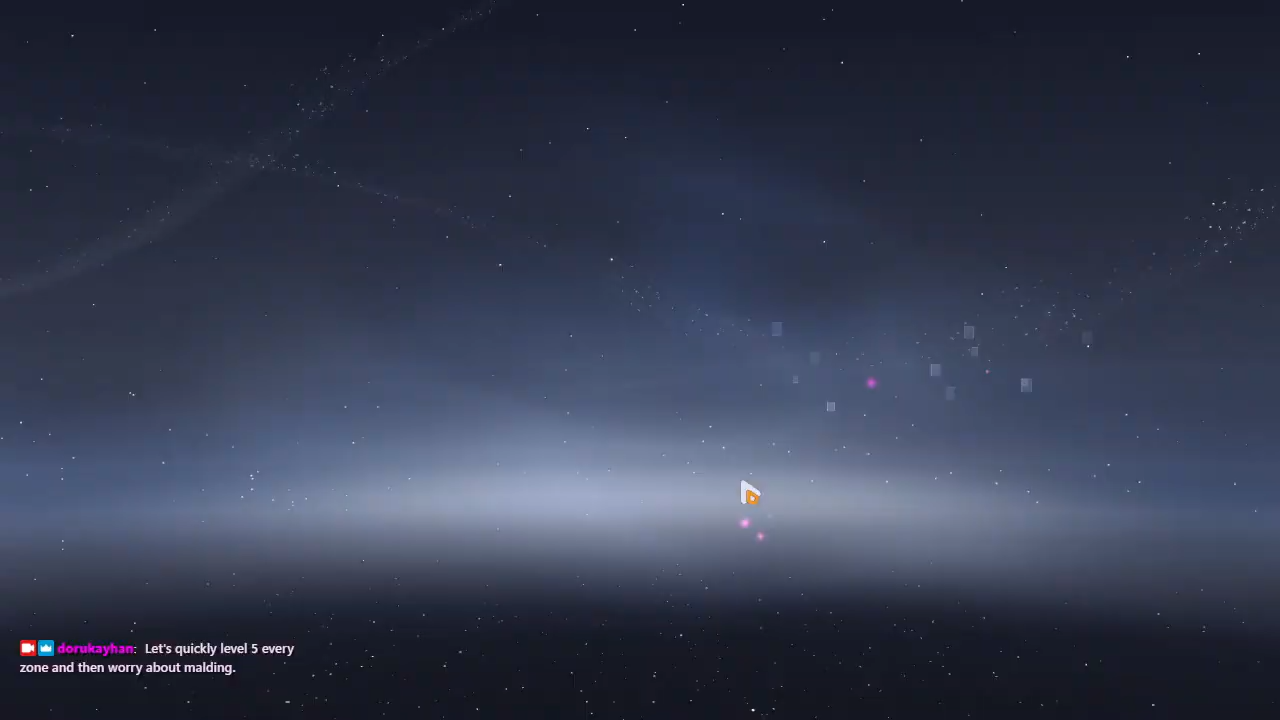 dorukayhan: Let's quickly level 5 every
zone and then worry about malding.